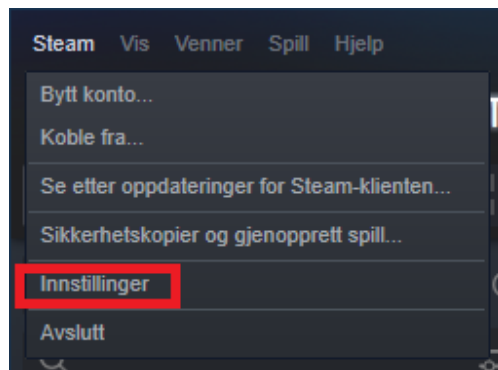 Steam Vis Venner Spill Hjelp
Bytt konto...
Koble fra...
Se etter oppdateringer for Steam-klienten...
Sikkerhetskopier og gjenopprett spill...
Innstillinger
Avslutt